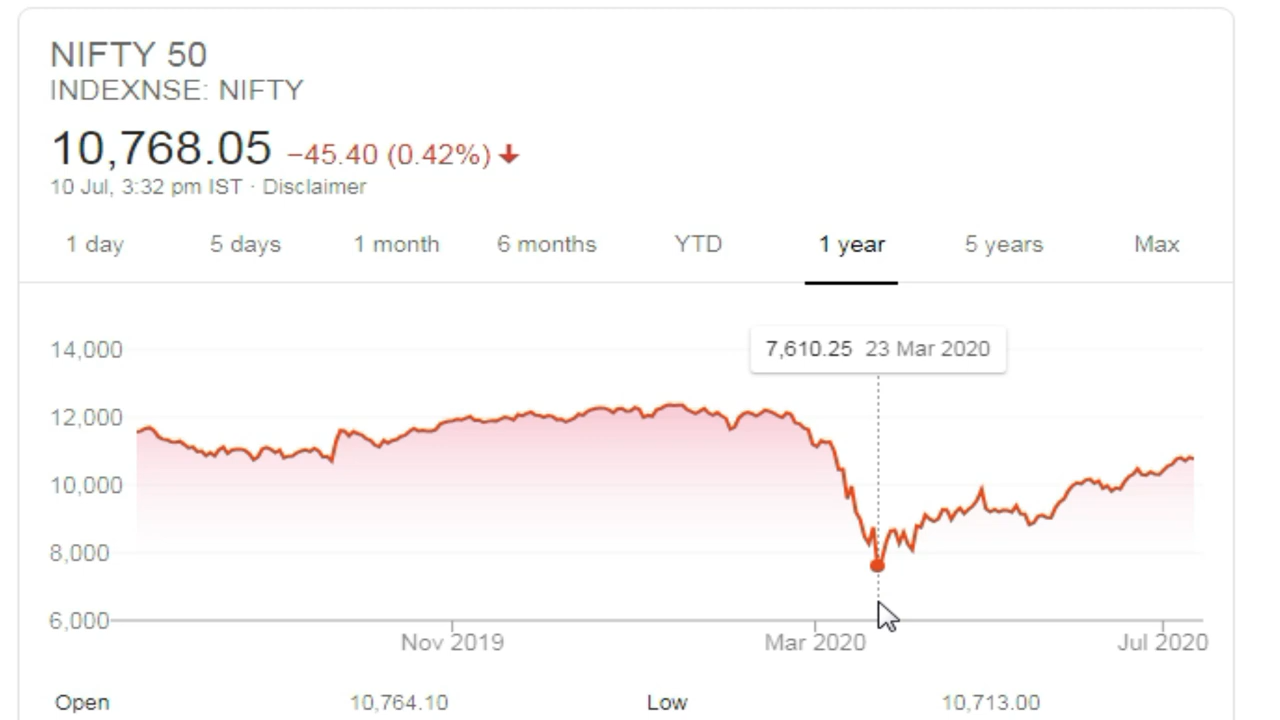 NIFTY 50
INDEXNSE: NIFTY
10,768.05 −45.40 (0.42%)
10 Jul, 3:32 pm IST · Disclaimer
1 day 5 days 1 month 6 months YTD 1 year 5 years Max
7,610.25 23 Mar 2020
14,000
12,000
10,000
8,000
6,000
Nov 2019 Mar 2020 Jul 2020
Open 10,764.10 Low 10,713.00